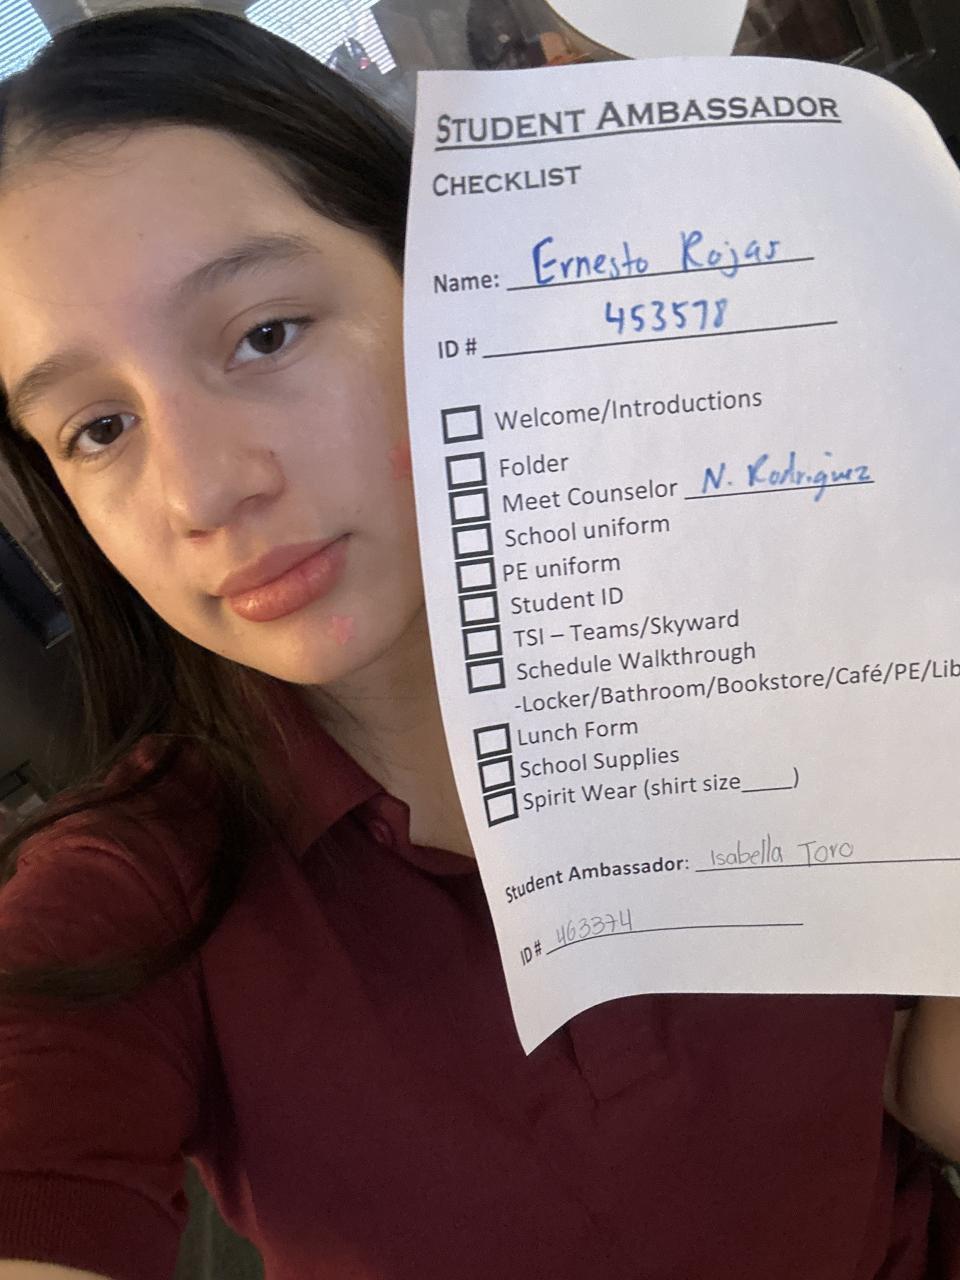 STUDENT AMBASSADOR
CHECKLIST
Name: Ernesto Rojas
ID # 453578
Welcome/Introductions
Folder
Meet Counselor N. Rodriguez
School uniform
PE uniform
Student ID
TSI – Teams/Skyward
Schedule Walkthrough
-Locker/Bathroom/Bookstore/Café/PE/Lib
Lunch Form
School Supplies
Spirit Wear (shirt size____)
Student Ambassador: Isabella Toro
ID# 463374